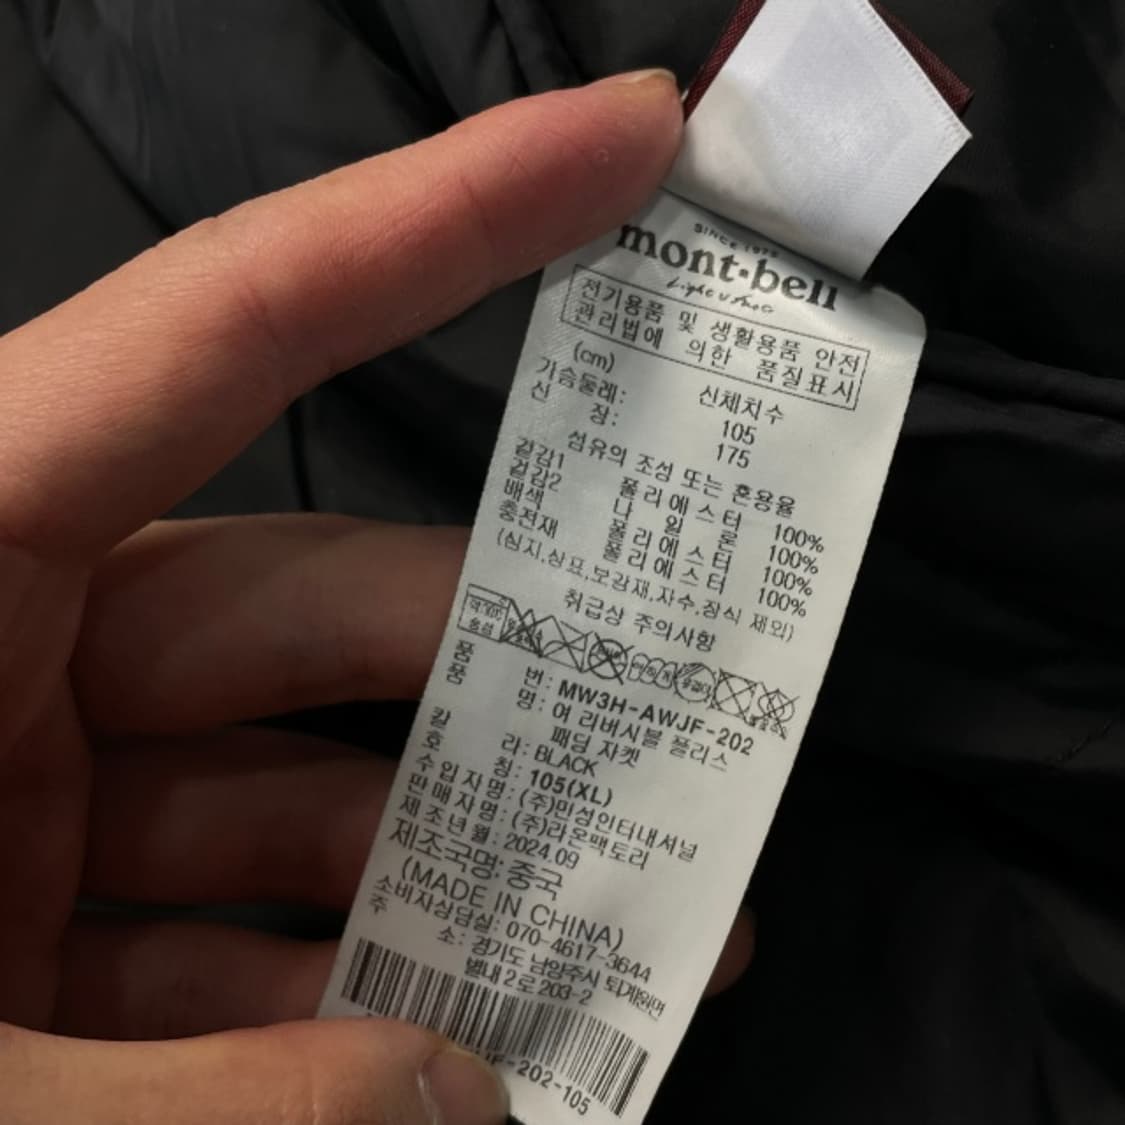 SINCE 1975
mont·bell
Light & Fast
전기용품 및 생활용품 안전
관리법에 의한 품질표시
(cm) 신체치수
가슴둘레: 105
신 장: 175
섬유의 조성 또는 혼용율
겉감1 폴리에스터 100%
겉감2 나 일 론 100%
배색 폴리에스터 100%
충전재 폴리에스터 100%
(심지,상표,보강재,자수,장식 제외)
취급상 주의사항
품 번: MW3H-AWJF-202
품 명: 여 리버시블 플리스
패딩 자켓
칼 라: BLACK
호 칭: 105(XL)
수입자명: (주)민성인터내셔널
판매자명: (주)라온팩토리
제조년월: 2024.09
제조국명: 중국
(MADE IN CHINA)
소비자상담실: 070-4617-3644
주 소: 경기도 남양주시 퇴계원면
별내2로 203-2
JF-202-105